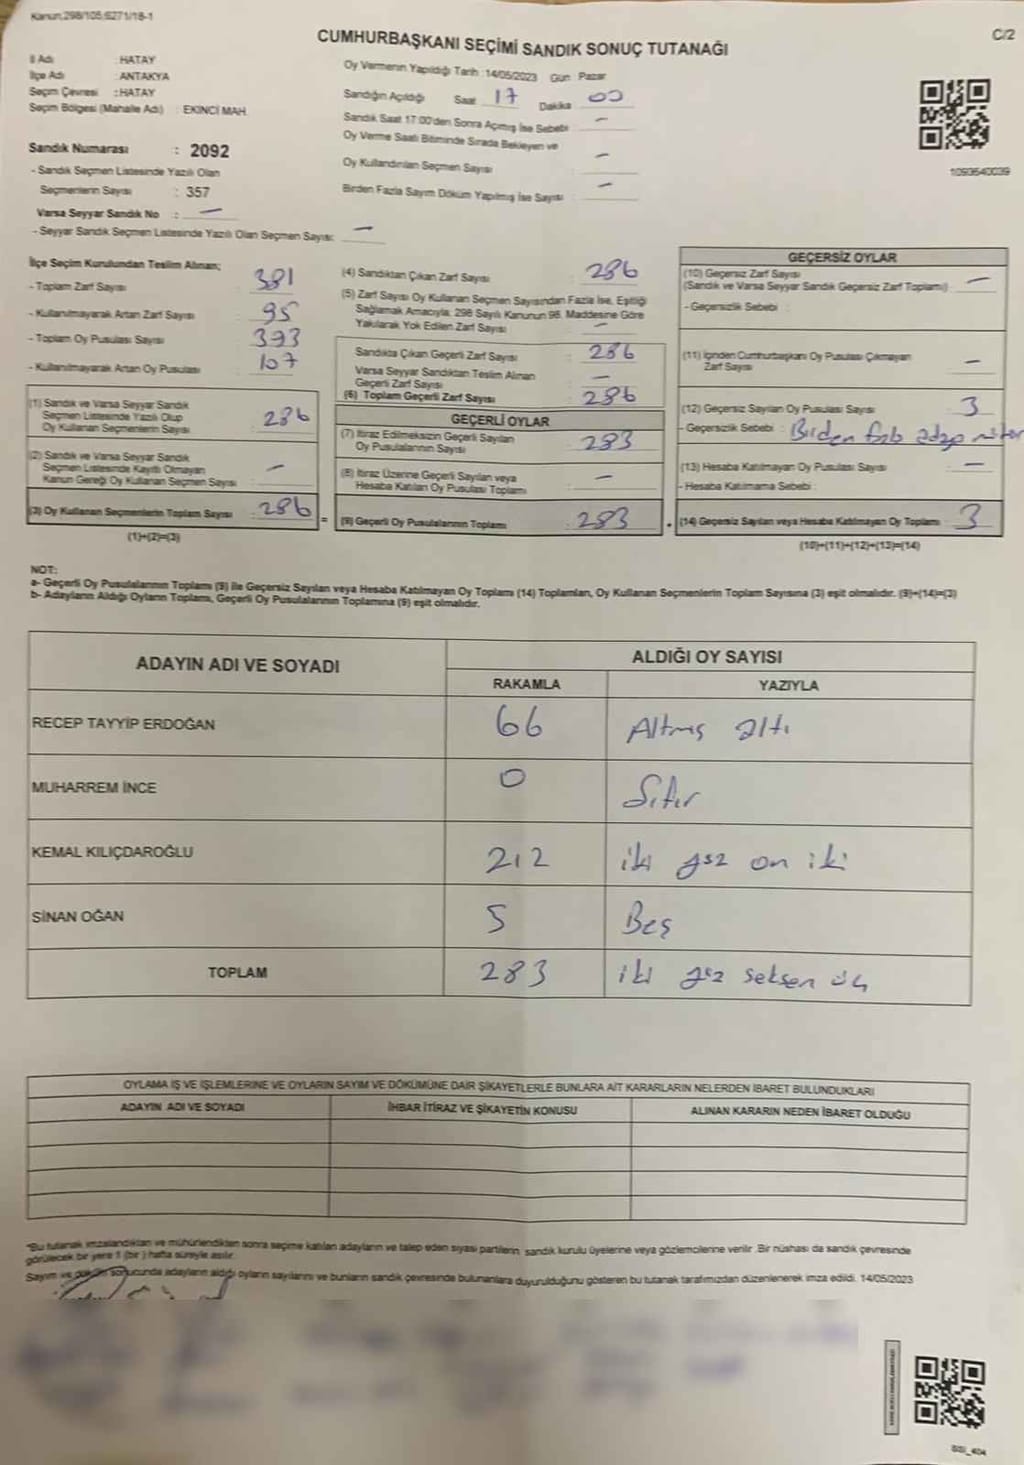 Kanun;298/105;6271/18-1
C/2
CUMHURBAŞKANI SEÇİMİ SANDIK SONUÇ TUTANAĞI
İl Adı : HATAY
İlçe Adı : ANTAKYA
Seçim Çevresi : HATAY
Seçim Bölgesi (Mahalle Adı) : EKİNCİ MAH.
Sandık Numarası : 2092
- Sandık Seçmen Listesinde Yazılı Olan
Seçmenlerin Sayısı : 357
Varsa Seyyar Sandık No : —
- Seyyar Sandık Seçmen Listesinde Yazılı Olan Seçmen Sayısı: —
Oy Vermenin Yapıldığı Tarih : 14/05/2023 Gün Pazar
Sandığın Açıldığı Saat 17 Dakika 00
Sandık Saat 17:00'den Sonra Açılmış İse Sebebi : —
Oy Verme Saati Bitiminde Sırada Bekleyen ve
Oy Kullandırılan Seçmen Sayısı : —
Birden Fazla Sayım Döküm Yapılmış İse Sayısı : —
1093640039
İlçe Seçim Kurulundan Teslim Alınan;
- Toplam Zarf Sayısı : 381
- Kullanılmayarak Artan Zarf Sayısı : 95
- Toplam Oy Pusulası Sayısı : 393
- Kullanılmayarak Artan Oy Pusulası : 107
(1) Sandık ve Varsa Seyyar Sandık
Seçmen Listesinde Yazılı Olup
Oy Kullanan Seçmenlerin Sayısı : 286
(2) Sandık ve Varsa Seyyar Sandık
Seçmen Listesinde Kayıtlı Olmayan
Kanun Gereği Oy Kullanan Seçmen Sayısı : —
(3) Oy Kullanan Seçmenlerin Toplam Sayısı : 286 =
(1)+(2)=(3)
(4) Sandıktan Çıkan Zarf Sayısı : 286
(5) Zarf Sayısı Oy Kullanan Seçmen Sayısından Fazla İse, Eşitliği
Sağlamak Amacıyla, 298 Sayılı Kanunun 98. Maddesine Göre
Yakılarak Yok Edilen Zarf Sayısı : —
Sandıkta Çıkan Geçerli Zarf Sayısı : 286
Varsa Seyyar Sandıktan Teslim Alınan
Geçerli Zarf Sayısı : —
(6) Toplam Geçerli Zarf Sayısı : 286
GEÇERLİ OYLAR
(7) İtiraz Edilmeksizin Geçerli Sayılan
Oy Pusulalarının Sayısı : 283
(8) İtiraz Üzerine Geçerli Sayılan veya
Hesaba Katılan Oy Pusulası Toplamı : —
(9) Geçerli Oy Pusulalarının Toplamı : 283 +
GEÇERSİZ OYLAR
(10) Geçersiz Zarf Sayısı
(Sandık ve Varsa Seyyar Sandık Geçersiz Zarf Toplamı) : —
- Geçersizlik Sebebi :
(11) İçinden Cumhurbaşkanı Oy Pusulası Çıkmayan
Zarf Sayısı : —
(12) Geçersiz Sayılan Oy Pusulası Sayısı : 3
- Geçersizlik Sebebi : Birden fazla
(13) Hesaba Katılmayan Oy Pusulası Sayısı : —
- Hesaba Katılmama Sebebi :
(14) Geçersiz Sayılan veya Hesaba Katılmayan Oy Toplamı : 3
(10)+(11)+(12)+(13)=(14)
NOT:
a- Geçerli Oy Pusulalarının Toplamı (9) ile Geçersiz Sayılan veya Hesaba Katılmayan Oy Toplamı (14) Toplamları, Oy Kullanan Seçmenlerin Toplam Sayısına (3) eşit olmalıdır. (9)+(14)=(3)
b- Adayların Aldığı Oyların Toplamı, Geçerli Oy Pusulalarının Toplamına (9) eşit olmalıdır.
ADAYIN ADI VE SOYADI
ALDIĞI OY SAYISI
RAKAMLA YAZIYLA
RECEP TAYYİP ERDOĞAN 66 Altmış altı
MUHARREM İNCE 0 Sıfır
KEMAL KILIÇDAROĞLU 212 iki yüz on iki
SİNAN OĞAN 5 Beş
TOPLAM 283 iki yüz seksen üç
OYLAMA İŞ VE İŞLEMLERİNE VE OYLARIN SAYIM VE DÖKÜMÜNE DAİR ŞİKAYETLERLE BUNLARA AİT KARARLARIN NELERDEN İBARET BULUNDUKLARI
ADAYIN ADI VE SOYADI İHBAR İTİRAZ VE ŞİKAYETİN KONUSU ALINAN KARARIN NEDEN İBARET OLDUĞU
*Bu tutanak imzalandıktan ve mühürlendikten sonra seçime katılan adayların ve talep eden siyasi partilerin sandık kurulu üyelerine veya gözlemcilerine verilir. Bir nüshası da sandık çevresinde
görülecek bir yere 1 (bir) hafta süreyle asılır.
Sayım ve döküm sonucunda adayların aldığı oyların sayılarını ve bunların sandık çevresinde bulunanlara duyurulduğunu gösteren bu tutanak tarafımızdan düzenlenerek imza edildi. 14/05/2023
SSI_404